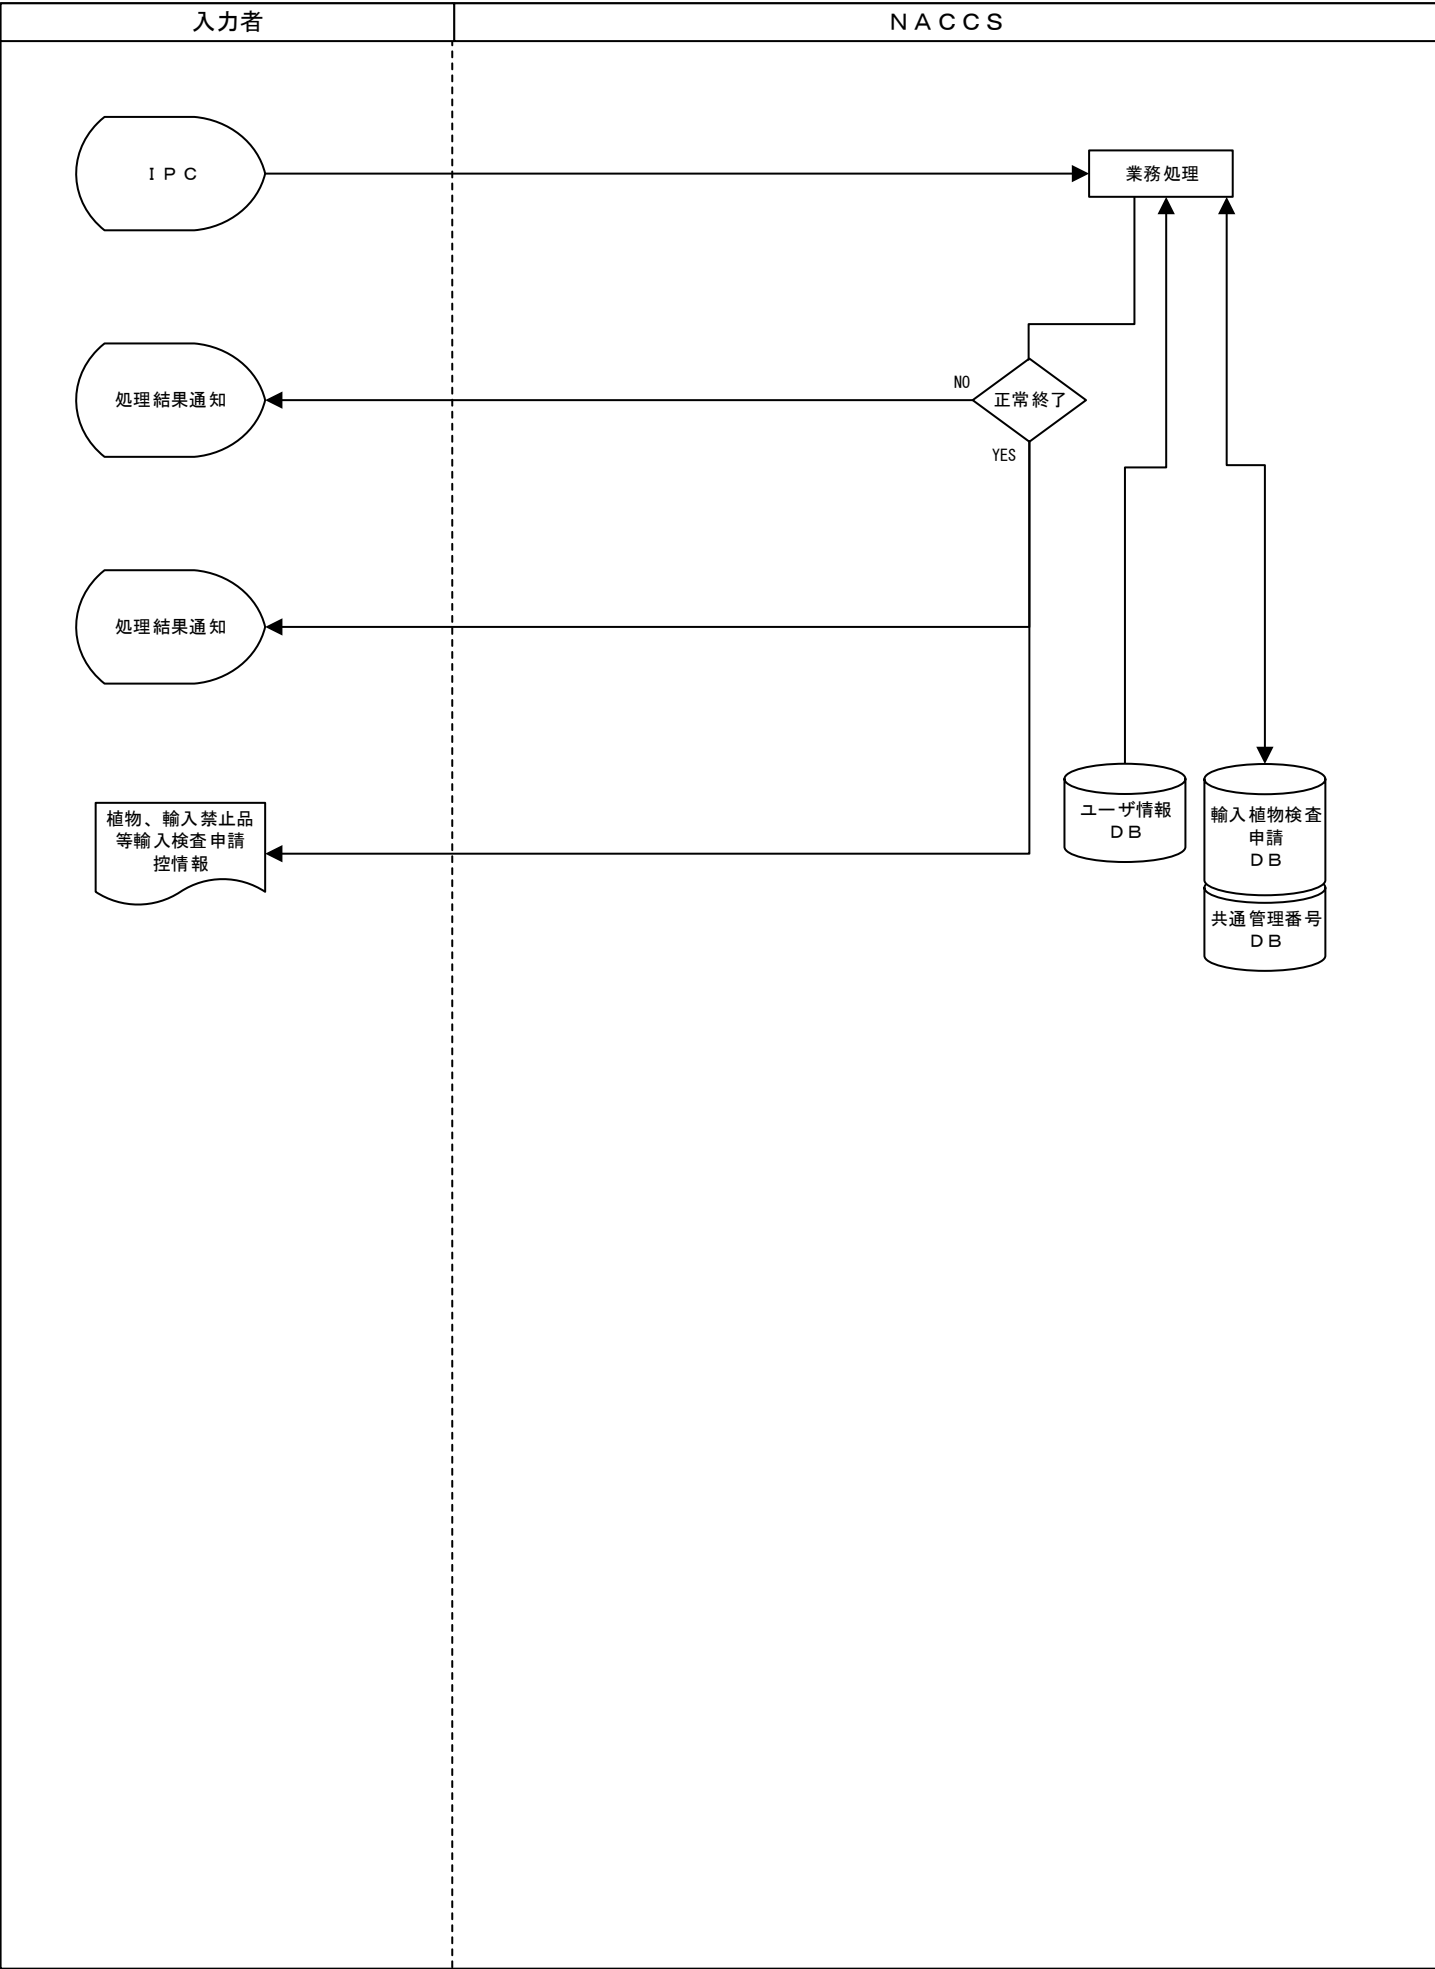 入力者
ＮＡＣＣＳ
ＩＰＣ
業務処理
処理結果通知
NO
正常終了
YES
処理結果通知
植物、輸入禁止品
等輸入検査申請
控情報
ユーザ情報
ＤＢ
輸入植物検査
申請
ＤＢ
共通管理番号
ＤＢ